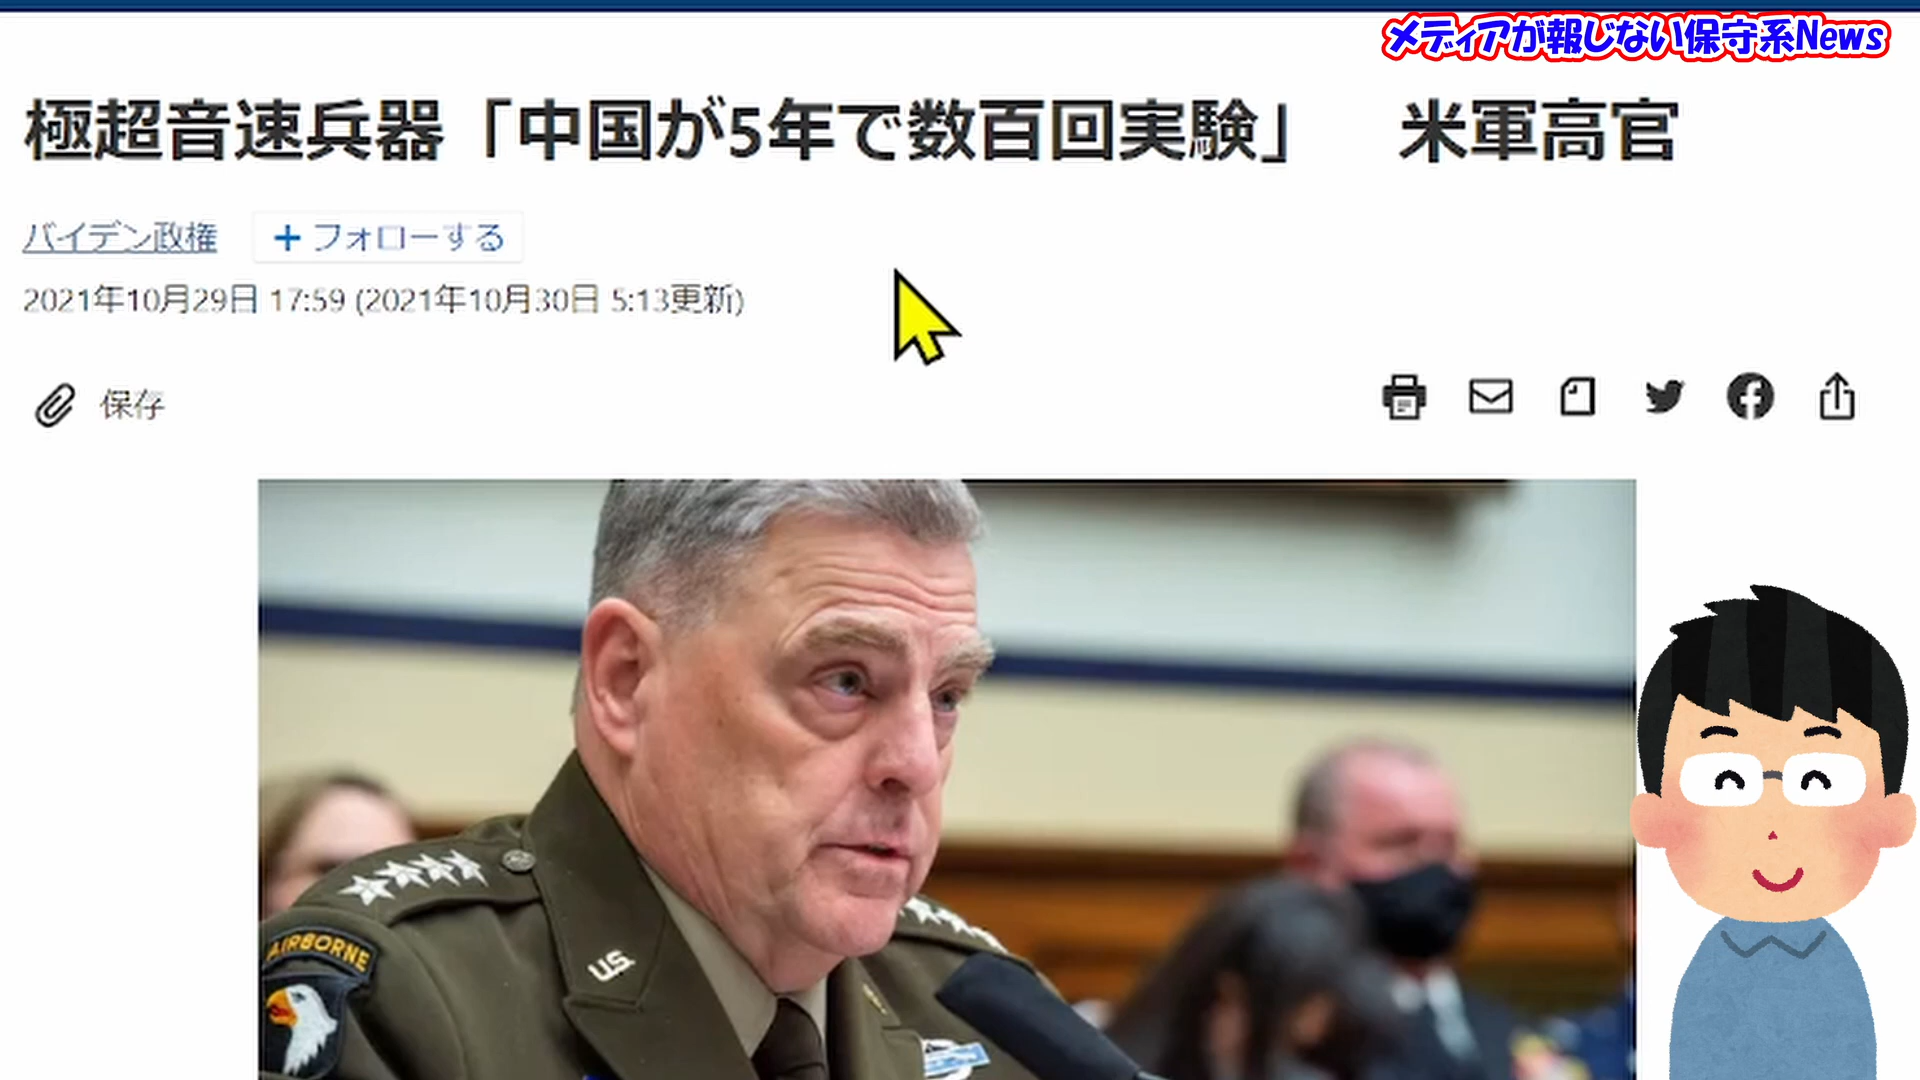 メディアが報じない保守系News
極超音速兵器「中国が5年で数百回実験」 米軍高官
バイデン政権 + フォローする
2021年10月29日 17:59 (2021年10月30日 5:13更新)
保存
AIRBORNE
U.S.